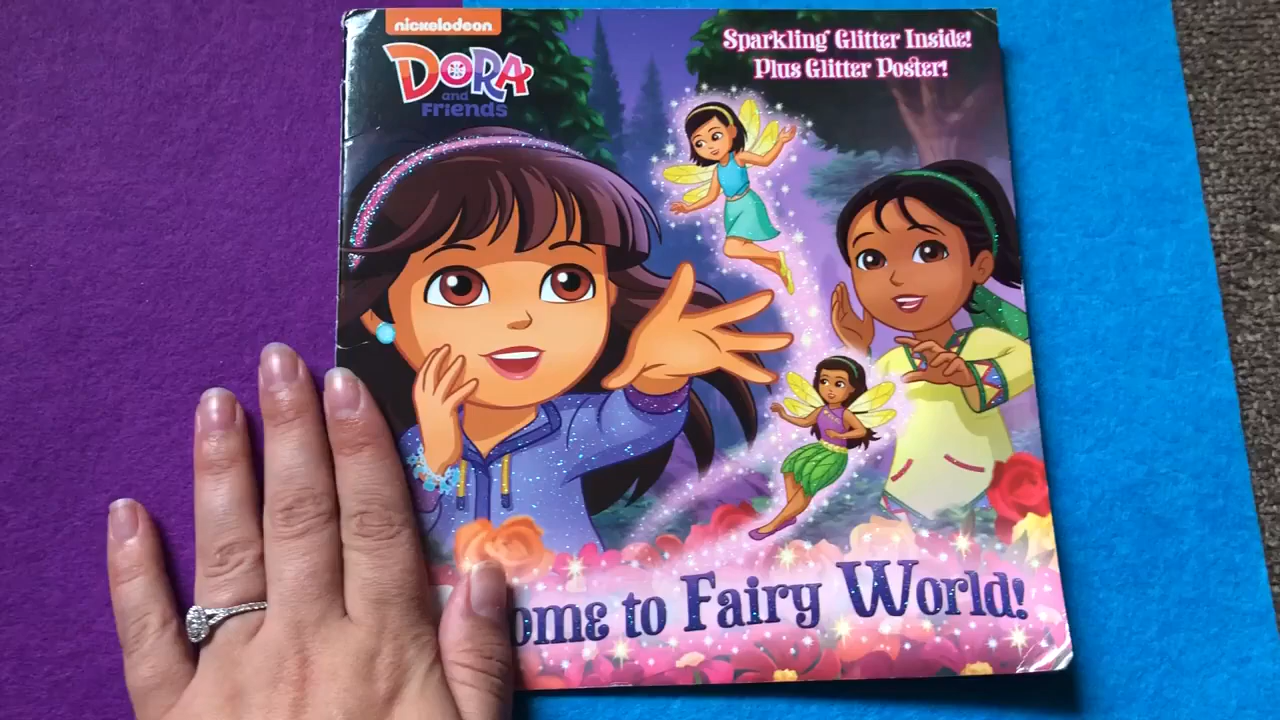 nickelodeon
DORA
and
Friends
Sparkling Glitter Inside!
Plus Glitter Poster!
ome to Fairy World!